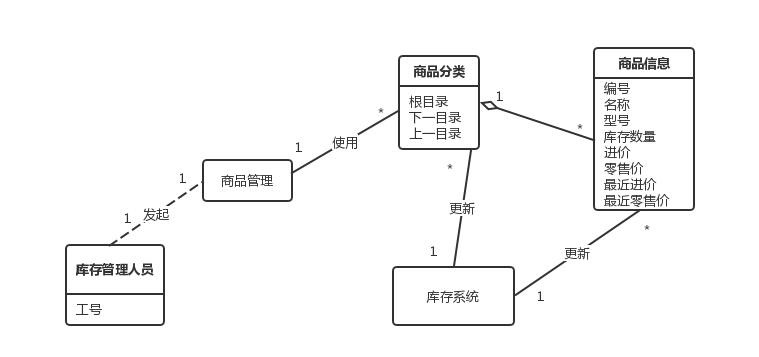 商品分类
根目录
下一目录
上一目录
商品信息
编号
名称
型号
库存数量
进价
零售价
最近进价
最近零售价
1
*
*
使用
1
商品管理
1
发起
1
库存管理人员
工号
*
更新
1
库存系统
*
更新
1